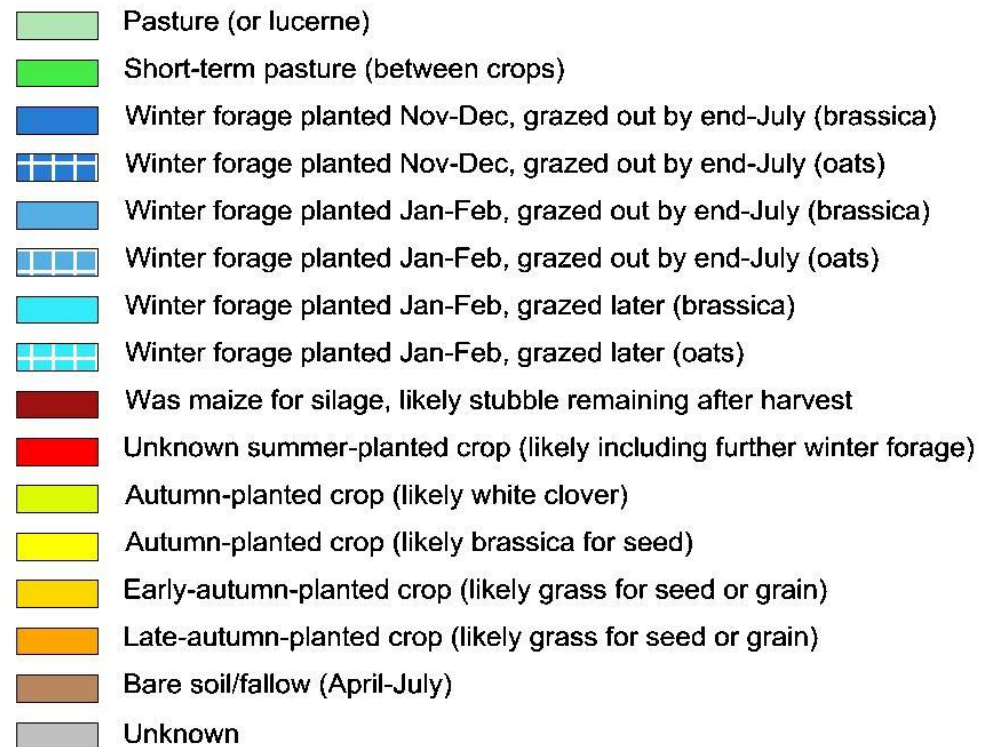 Pasture (or lucerne)
Short-term pasture (between crops)
Winter forage planted Nov-Dec, grazed out by end-July (brassica)
Winter forage planted Nov-Dec, grazed out by end-July (oats)
Winter forage planted Jan-Feb, grazed out by end-July (brassica)
Winter forage planted Jan-Feb, grazed out by end-July (oats)
Winter forage planted Jan-Feb, grazed later (brassica)
Winter forage planted Jan-Feb, grazed later (oats)
Was maize for silage, likely stubble remaining after harvest
Unknown summer-planted crop (likely including further winter forage)
Autumn-planted crop (likely white clover)
Autumn-planted crop (likely brassica for seed)
Early-autumn-planted crop (likely grass for seed or grain)
Late-autumn-planted crop (likely grass for seed or grain)
Bare soil/fallow (April-July)
Unknown